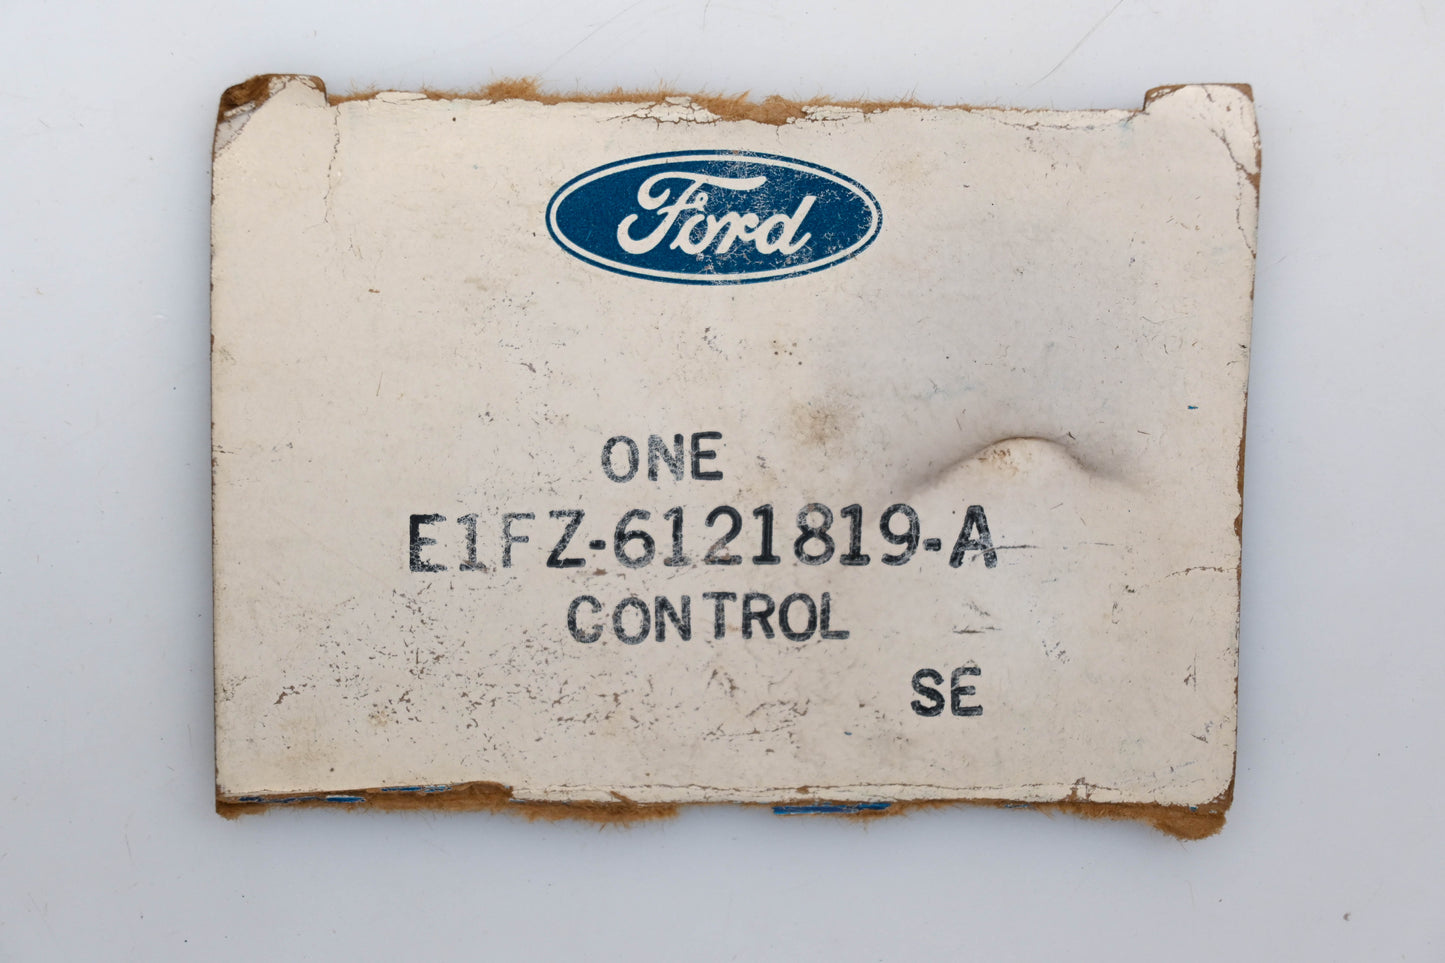 Ford
ONE
E1FZ-6121819-A
CONTROL
SE